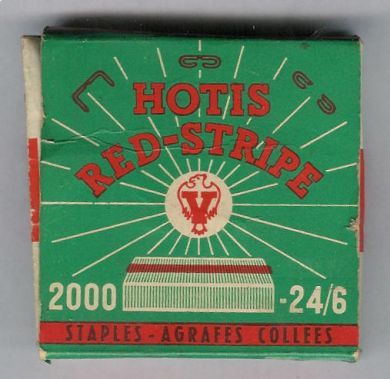 HOTIS
RED-STRIPE
V
2000 -24/6
STAPLES - AGRAFES COLLEES